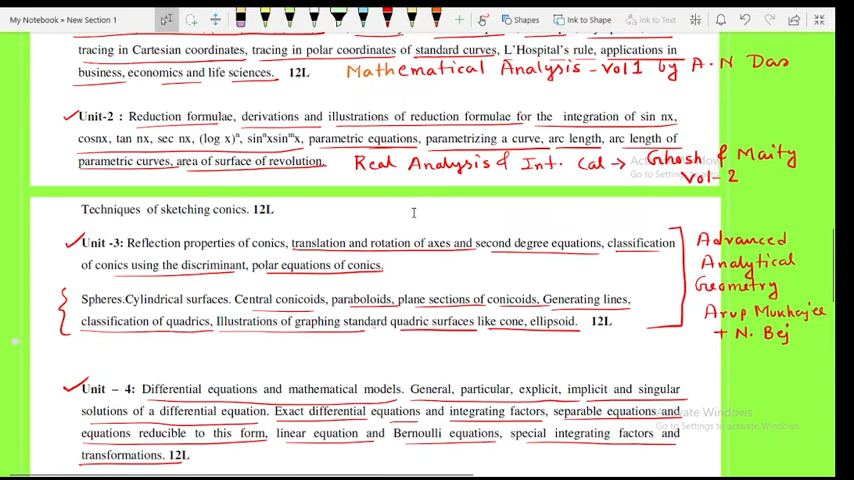 RECOVERED - New Section 1
Shapes
Ink to Shape
Ink to Text
tracing in Cartesian coordinates, tracing in polar coordinates of standard curves, L'Hospital's rule, applications in
business, economics and life sciences. 12L
Mathematical Analysis - vol 1 by A.N Das
Unit-2 : Reduction formulae, derivations and illustrations of reduction formulae for the integration of sin nx,
cosnx, tan nx, sec nx, (log x)ⁿ, sinⁿxsinᵐx, parametric equations, parametrizing a curve, arc length, arc length of
parametric curves, area of surface of revolution.
Real Analysis & Int. Cal → Ghosh & Maity
Vol-2
Techniques of sketching conics. 12L
Unit -3: Reflection properties of conics, translation and rotation of axes and second degree equations, classification
of conics using the discriminant, polar equations of conics.
Spheres.Cylindrical surfaces. Central conicoids, paraboloids, plane sections of conicoids, Generating lines,
classification of quadrics, Illustrations of graphing standard quadric surfaces like cone, ellipsoid. 12L
Advanced
Analytical
Geometry
Arup Mukhajee
+ N. Bej
Unit – 4: Differential equations and mathematical models. General, particular, explicit, implicit and singular
solutions of a differential equation. Exact differential equations and integrating factors, separable equations and
equations reducible to this form, linear equation and Bernoulli equations, special integrating factors and
transformations. 12L
Activate Windows
Go to Settings to activate Windows.